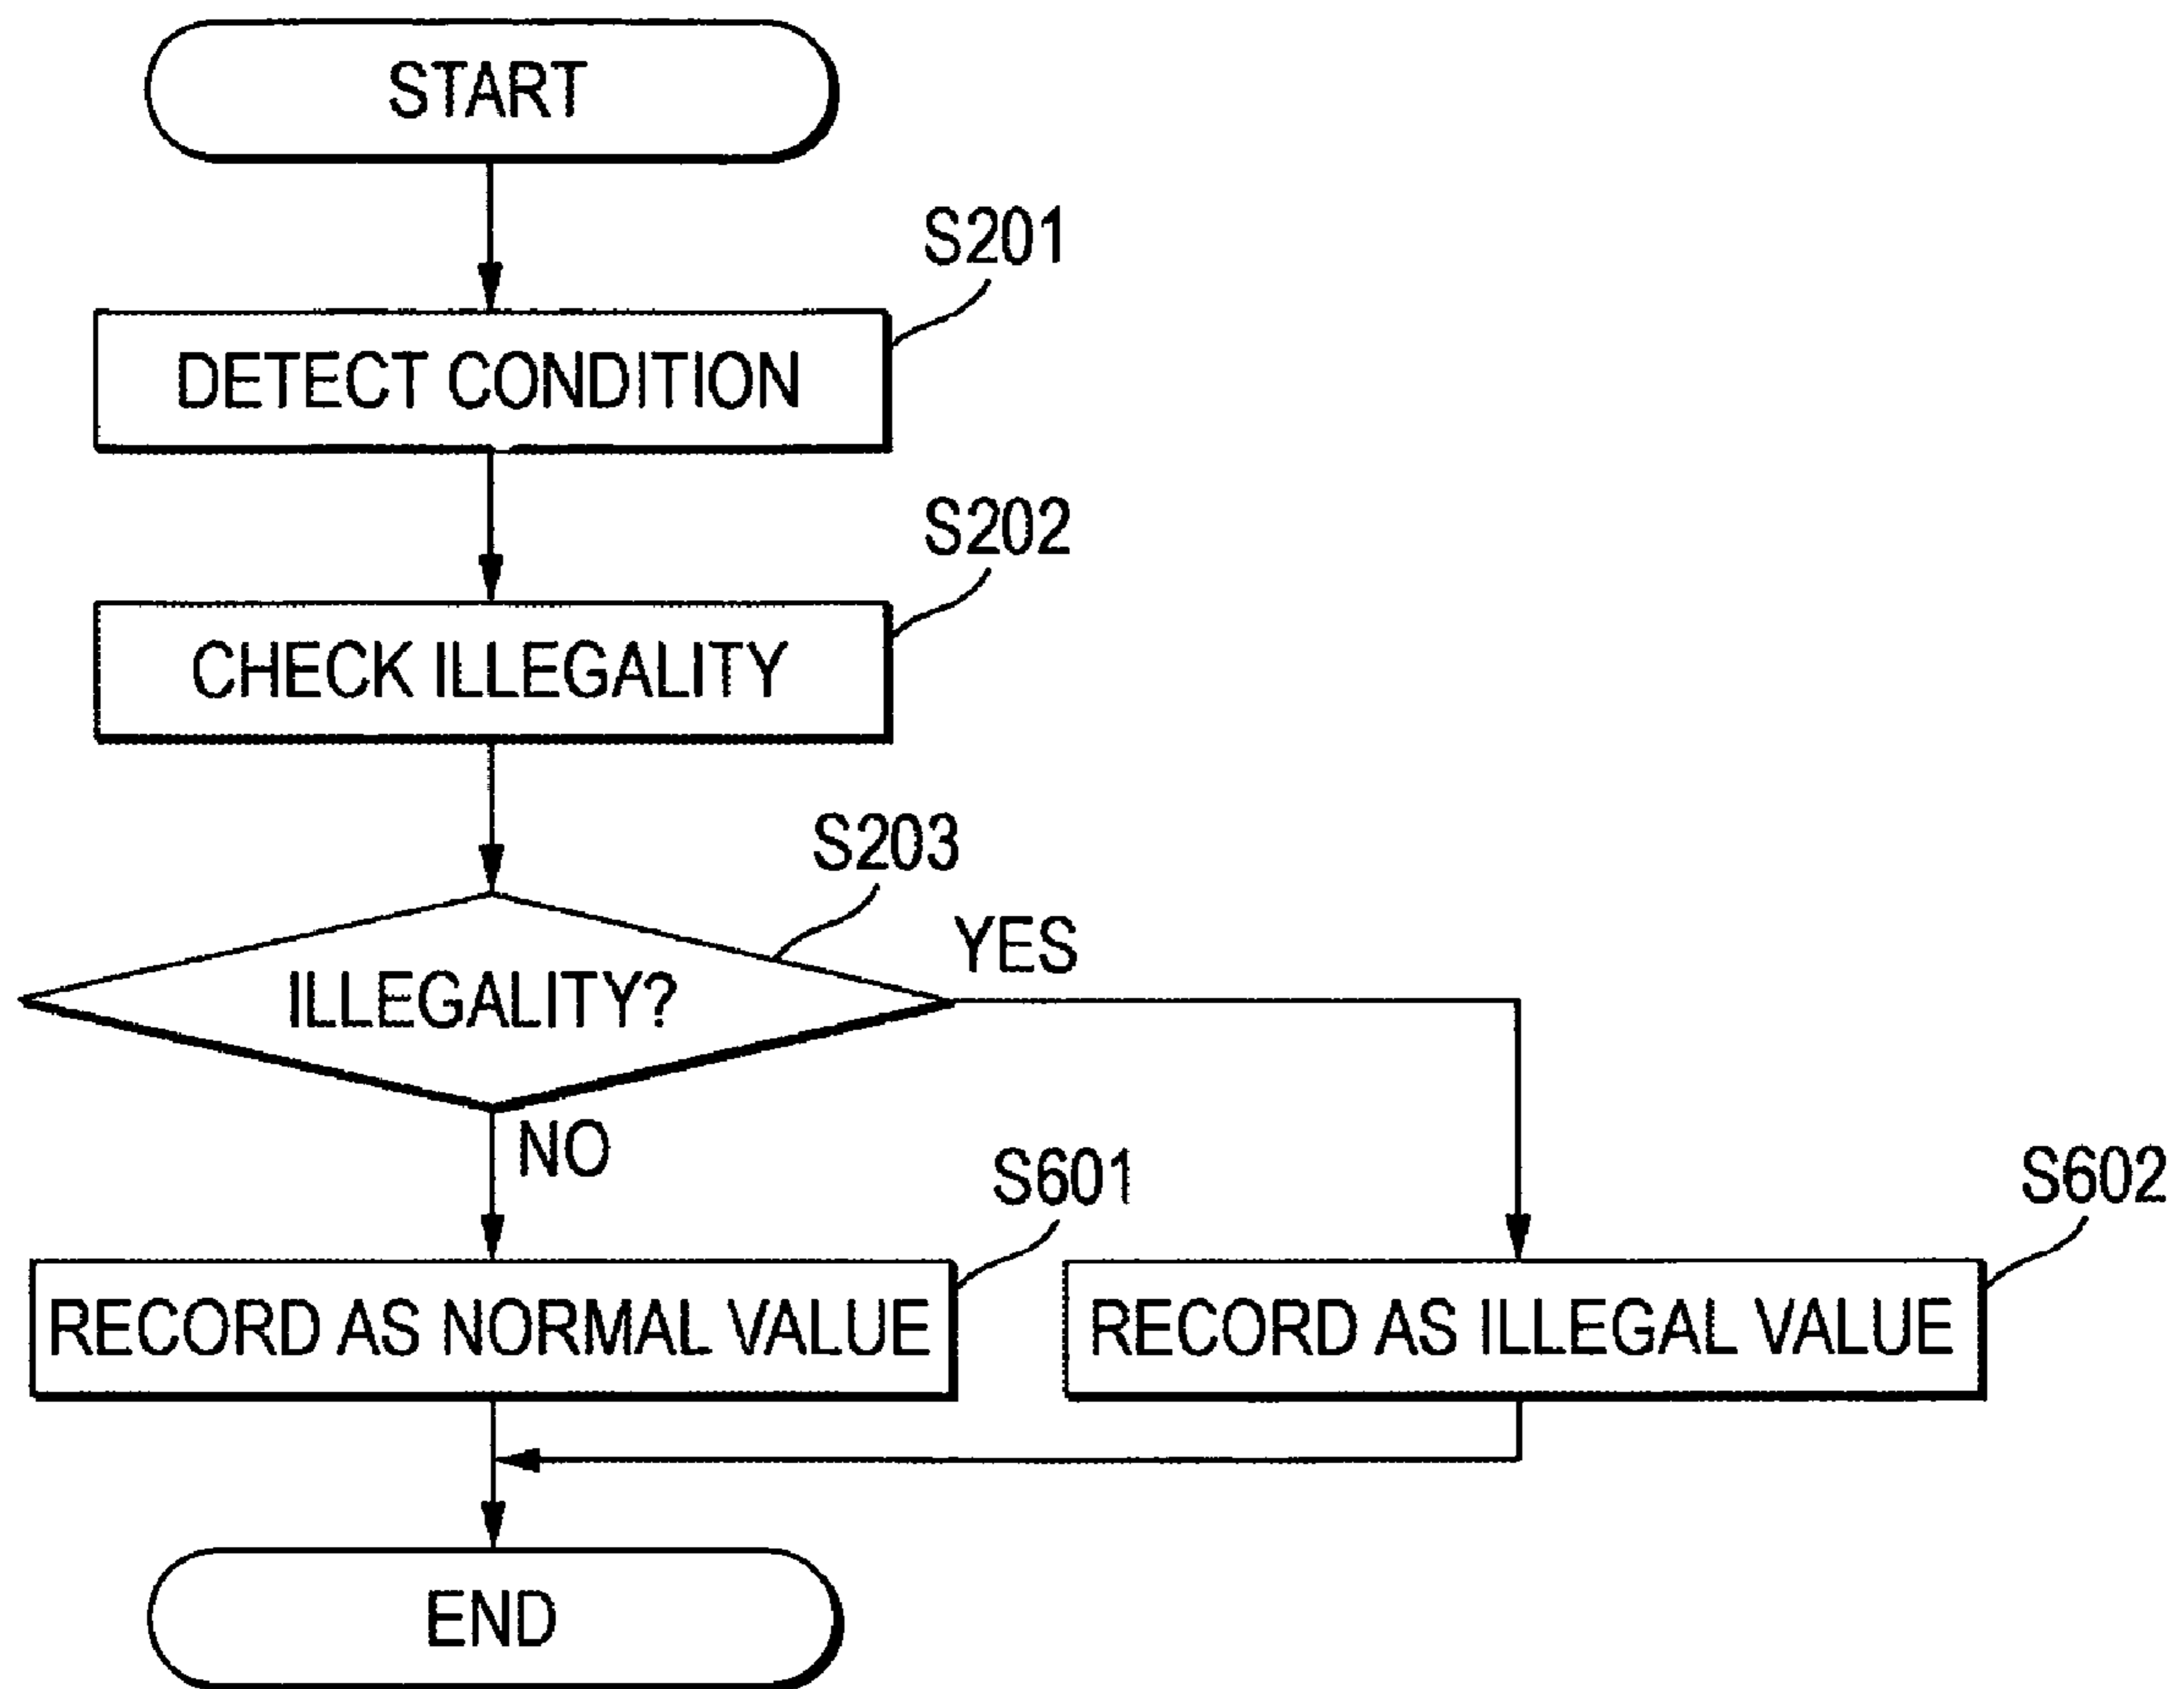 START
S201
DETECT CONDITION
S202
CHECK ILLEGALITY
S203
YES
ILLEGALITY?
NO
S601
S602
RECORD AS NORMAL VALUE
RECORD AS ILLEGAL VALUE
END